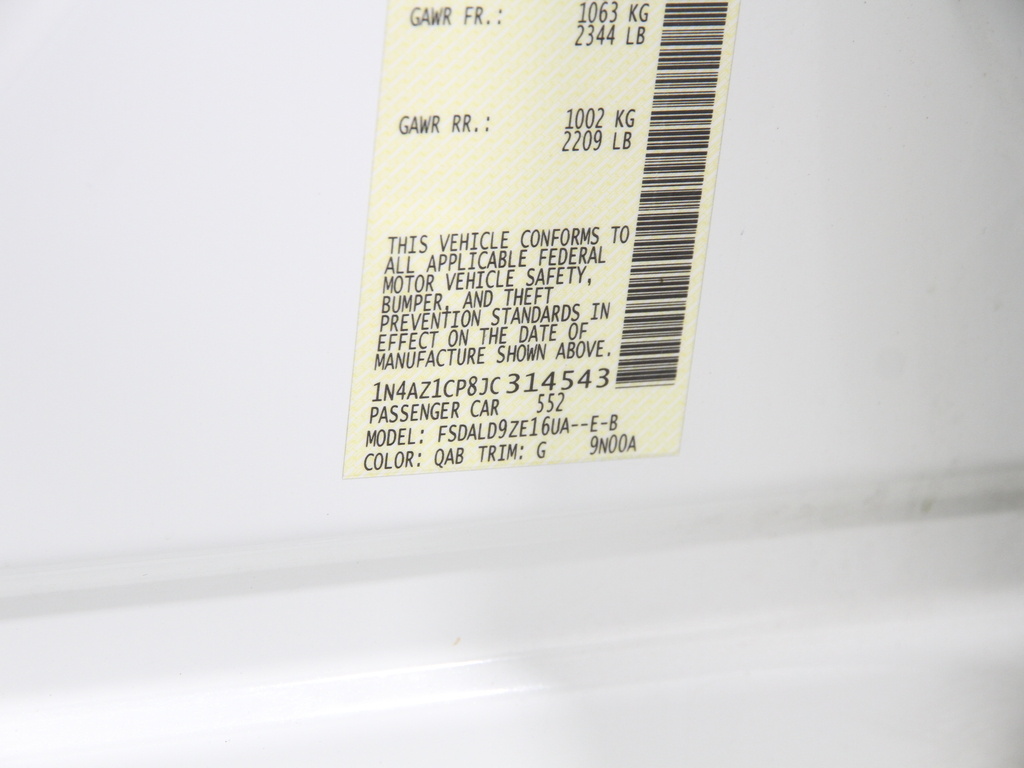 GAWR FR.: 1063 KG
2344 LB
GAWR RR.: 1002 KG
2209 LB
THIS VEHICLE CONFORMS TO
ALL APPLICABLE FEDERAL
MOTOR VEHICLE SAFETY,
BUMPER, AND THEFT
PREVENTION STANDARDS IN
EFFECT ON THE DATE OF
MANUFACTURE SHOWN ABOVE.
1N4AZ1CP8JC314543
PASSENGER CAR 552
MODEL: FSDALD9ZE16UA--E-B
COLOR: QAB TRIM: G 9N00A